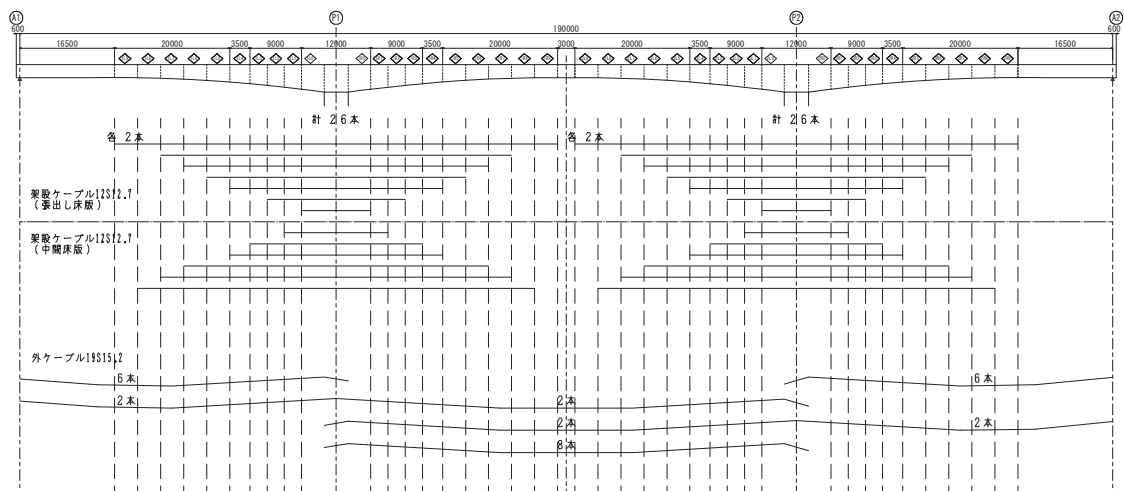 A1 P1 P2 A2
600 190000 600
16500 20000 3500 9000 12000 9000 3500 20000 3000 20000 3500 9000 12000 9000 3500 20000 16500
計 26本 計 26本
各 2本 各 2本
架設ケーブル12S12.7
(張出し床版)
架設ケーブル12S12.7
(中間床版)
外ケーブル19S15.2
6本 6本
2本 2本
2本 2本
8本